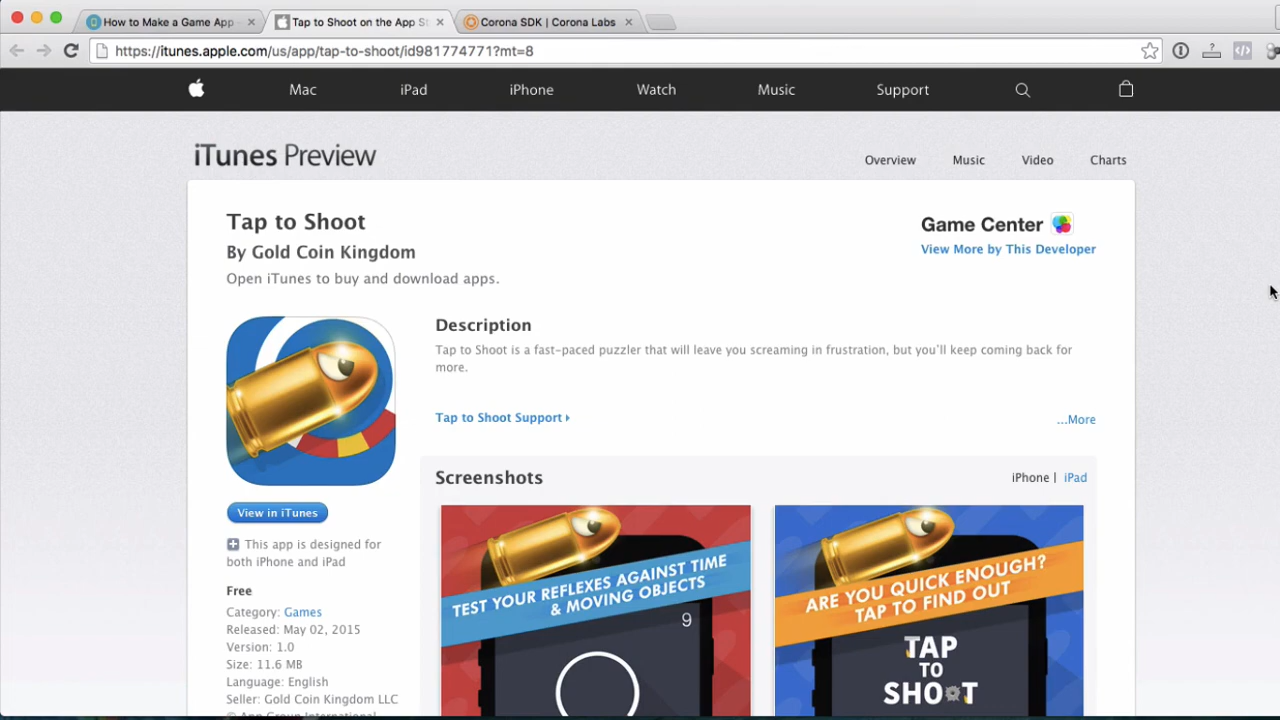 How to Make a Game App
Tap to Shoot on the App St
Corona SDK | Corona Labs
https://itunes.apple.com/us/app/tap-to-shoot/id981774771?mt=8
Mac iPad iPhone Watch Music Support
iTunes Preview
Overview Music Video Charts
Tap to Shoot
By Gold Coin Kingdom
Open iTunes to buy and download apps.
Game Center
View More by This Developer
Description
Tap to Shoot is a fast-paced puzzler that will leave you screaming in frustration, but you'll keep coming back for
more.
Tap to Shoot Support
...More
Screenshots
iPhone | iPad
TEST YOUR REFLEXES AGAINST TIME
& MOVING OBJECTS
9
ARE YOU QUICK ENOUGH?
TAP TO FIND OUT
TAP
TO
SHOOT
View in iTunes
This app is designed for
both iPhone and iPad
Free
Category: Games
Released: May 02, 2015
Version: 1.0
Size: 11.6 MB
Language: English
Seller: Gold Coin Kingdom LLC
© App Group International